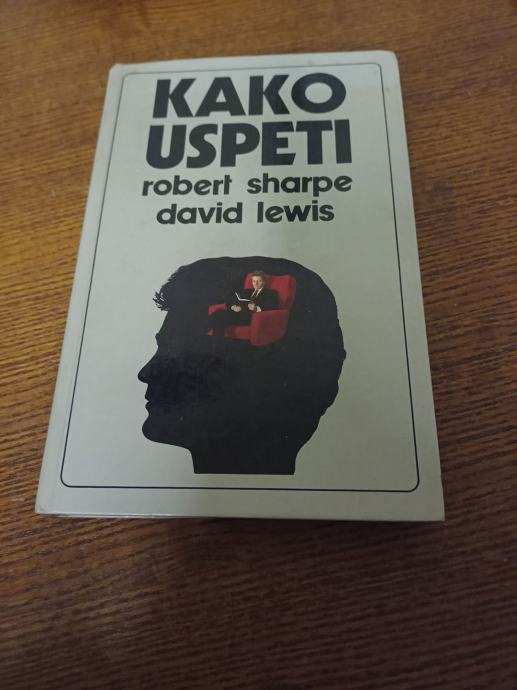 KAKO
USPETI
robert sharpe
david lewis